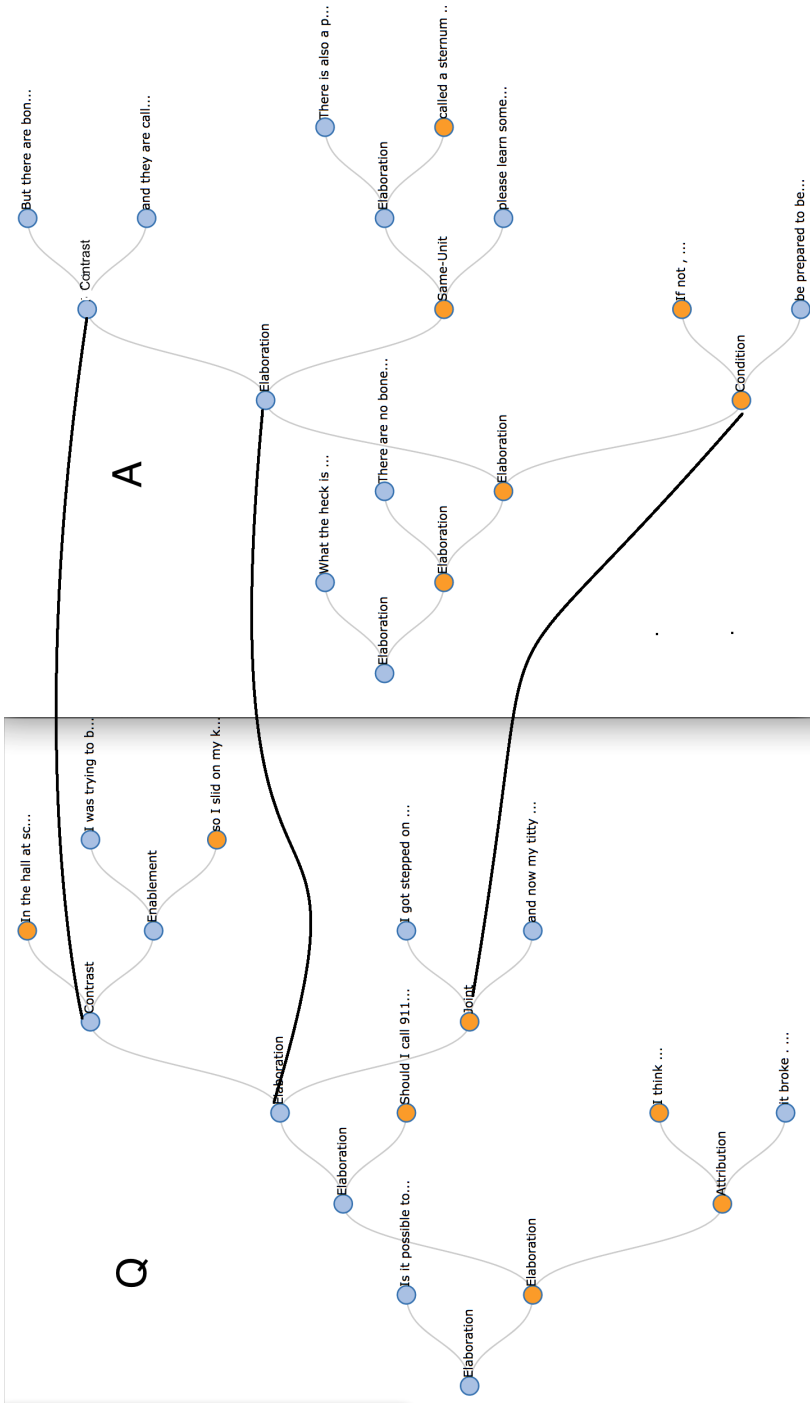 In the hall at sc...
Contrast
I was trying to b...
Q
Enablement
so I slid on my k...
Elaboration
Elaboration
Is it possible to...
Should I call 911...
I got stepped on ...
Elaboration
Joint
Elaboration
and now my titty ...
I think ...
Attribution
it broke . ...
But there are bon...
: Contrast
A
and they are call...
Elaboration
What the heck is ...
There is also a p...
Elaboration
There are no bone...
Elaboration
Elaboration
Same-Unit
called a sternum ..
Elaboration
please learn some...
If not , ...
Condition
be prepared to be...